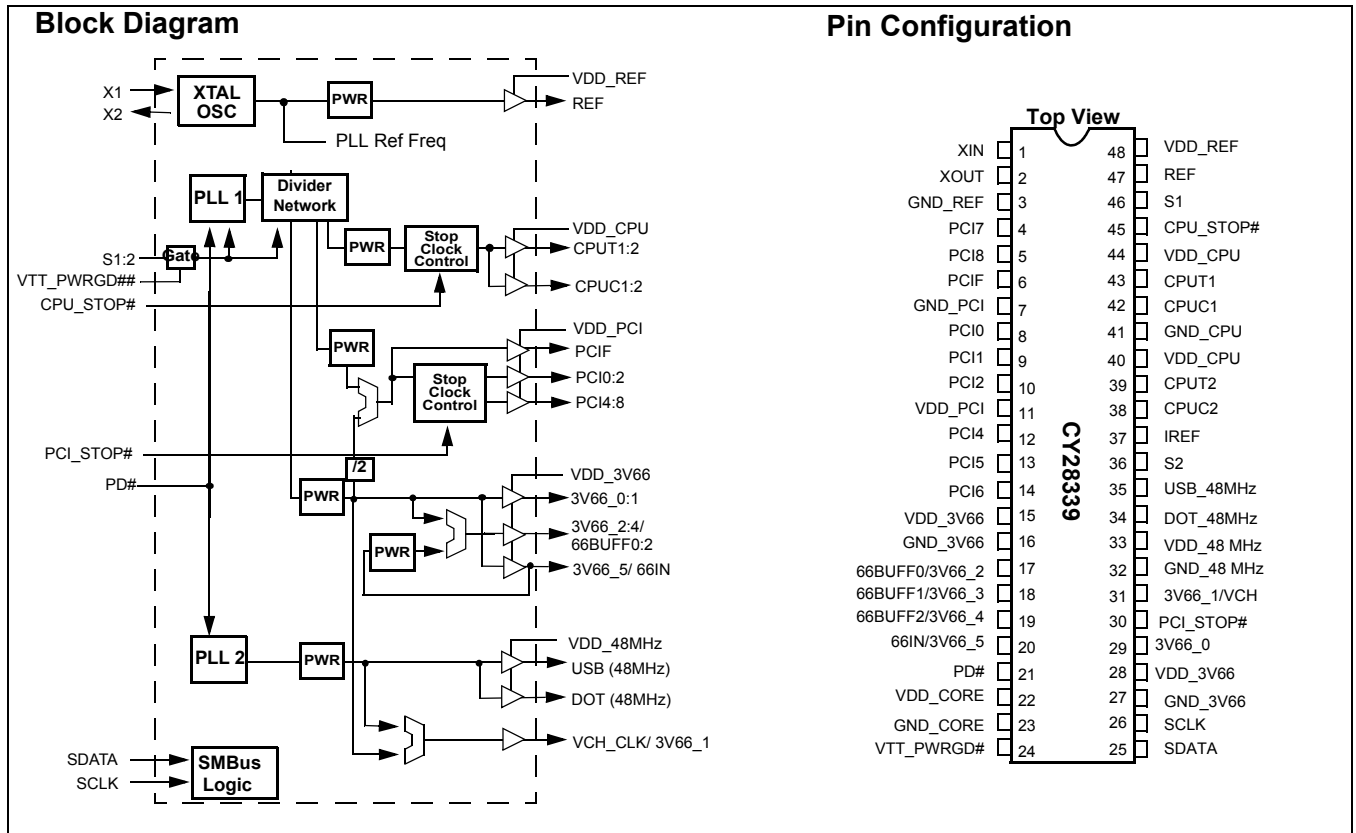 Block Diagram
X1
X2
XTAL
OSC
PWR
VDD_REF
REF
PLL Ref Freq
PLL 1
Divider
Network
S1:2
Gate
VTT_PWRGD##
CPU_STOP#
PWR
Stop
Clock
Control
VDD_CPU
CPUT1:2
CPUC1:2
PWR
Stop
Clock
Control
VDD_PCI
PCIF
PCI0:2
PCI4:8
PCI_STOP#
PD#
/2
PWR
PWR
VDD_3V66
3V66_0:1
3V66_2:4/
66BUFF0:2
3V66_5/ 66IN
PLL 2
PWR
VDD_48MHz
USB (48MHz)
DOT (48MHz)
VCH_CLK/ 3V66_1
SDATA
SCLK
SMBus
Logic
Pin Configuration
Top View
CY28339
XIN 1
XOUT 2
GND_REF 3
PCI7 4
PCI8 5
PCIF 6
GND_PCI 7
PCI0 8
PCI1 9
PCI2 10
VDD_PCI 11
PCI4 12
PCI5 13
PCI6 14
VDD_3V66 15
GND_3V66 16
66BUFF0/3V66_2 17
66BUFF1/3V66_3 18
66BUFF2/3V66_4 19
66IN/3V66_5 20
PD# 21
VDD_CORE 22
GND_CORE 23
VTT_PWRGD# 24
48 VDD_REF
47 REF
46 S1
45 CPU_STOP#
44 VDD_CPU
43 CPUT1
42 CPUC1
41 GND_CPU
40 VDD_CPU
39 CPUT2
38 CPUC2
37 IREF
36 S2
35 USB_48MHz
34 DOT_48MHz
33 VDD_48 MHz
32 GND_48 MHz
31 3V66_1/VCH
30 PCI_STOP#
29 3V66_0
28 VDD_3V66
27 GND_3V66
26 SCLK
25 SDATA